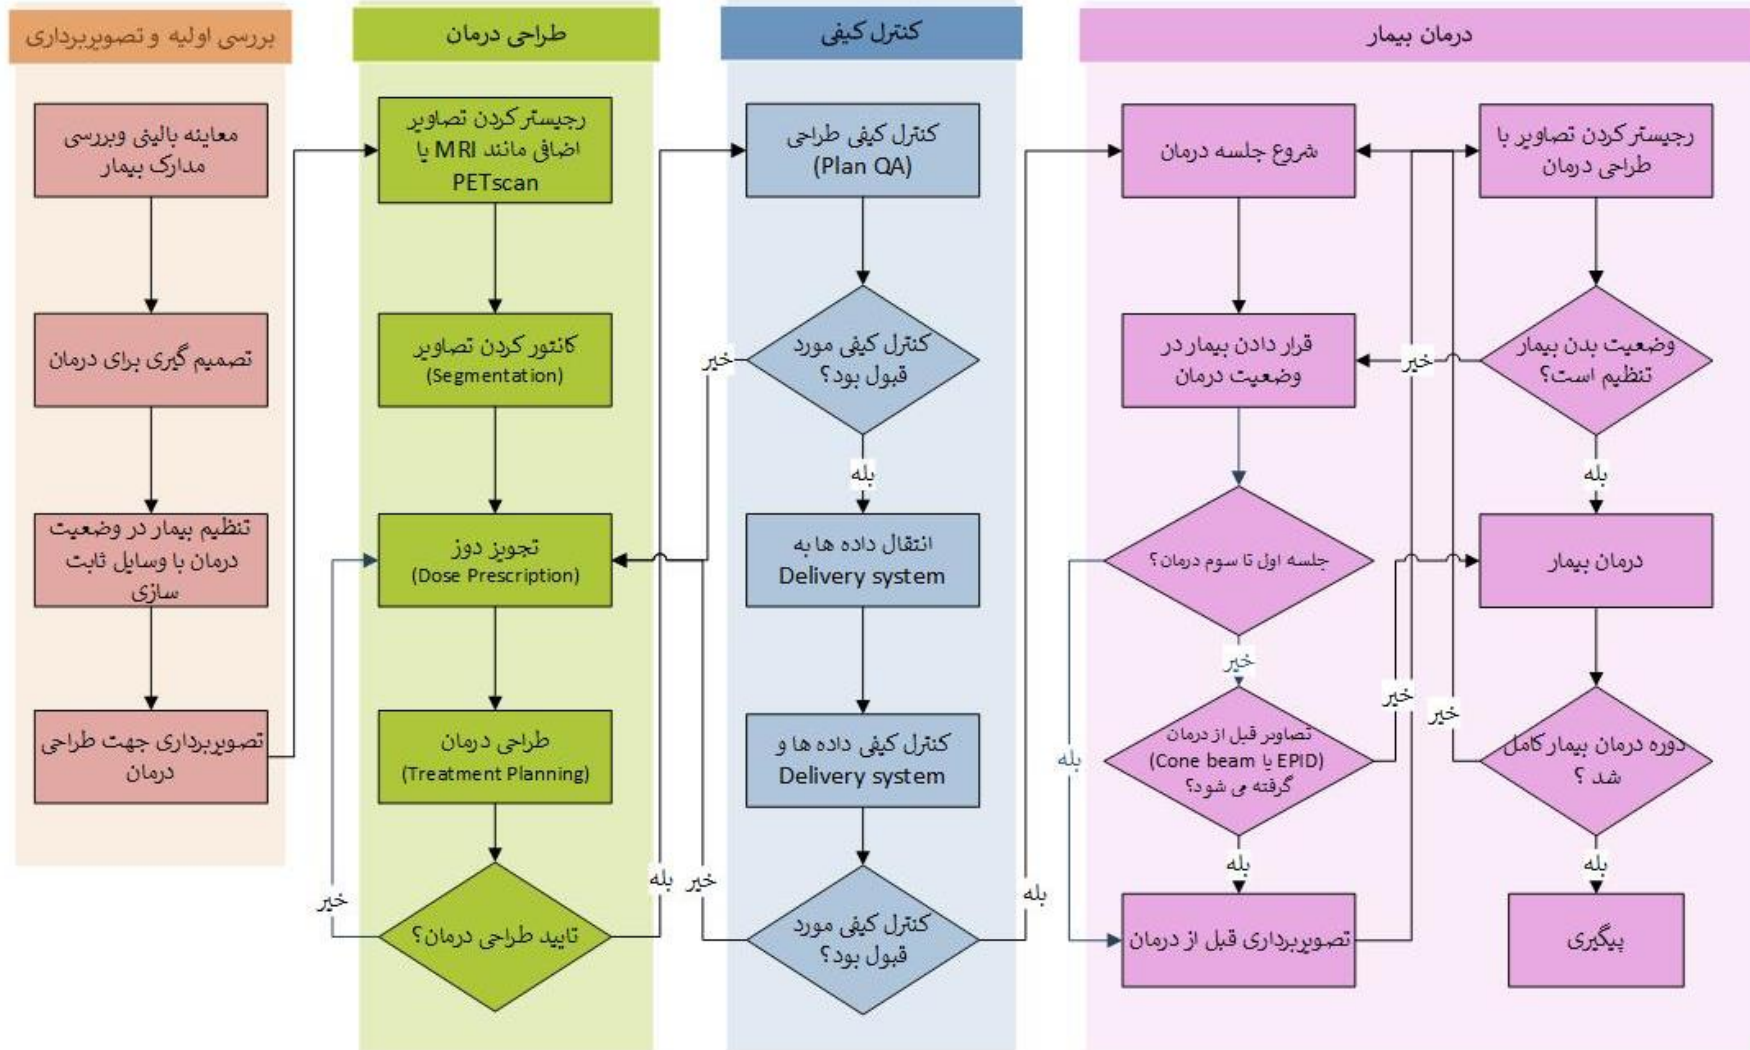 بررسی اولیه و تصویربرداری
معاینه بالینی وبررسی
مدارک بیمار
تصمیم گیری برای درمان
تنظیم بیمار در وضعیت
درمان با وسایل ثابت
سازی
تصویربرداری جهت طراحی
درمان
طراحی درمان
رجیستر کردن تصاویر
اضافی مانند MRI یا
PETscan
کانتور کردن تصاویر
(Segmentation)
تجویز دوز
(Dose Prescription)
طراحی درمان
(Treatment Planning)
تایید طراحی درمان؟
خیر
بله
کنترل کیفی
کنترل کیفی طراحی
(Plan QA)
کنترل کیفی مورد
قبول بود؟
خیر
بله
انتقال داده ها به
Delivery system
کنترل کیفی داده ها و
Delivery system
کنترل کیفی مورد
قبول بود؟
خیر
بله
درمان بیمار
شروع جلسه درمان
قرار دادن بیمار در
وضعیت درمان
جلسه اول تا سوم درمان؟
بله
خیر
تصاویر قبل از درمان
(Cone beam یا EPID)
گرفته می شود؟
خیر
بله
تصویربرداری قبل از درمان
رجیستر کردن تصاویر با
طراحی درمان
وضعیت بدن بیمار
تنظیم است؟
خیر
بله
درمان بیمار
دوره درمان بیمار کامل
شد ؟
خیر
بله
پیگیری